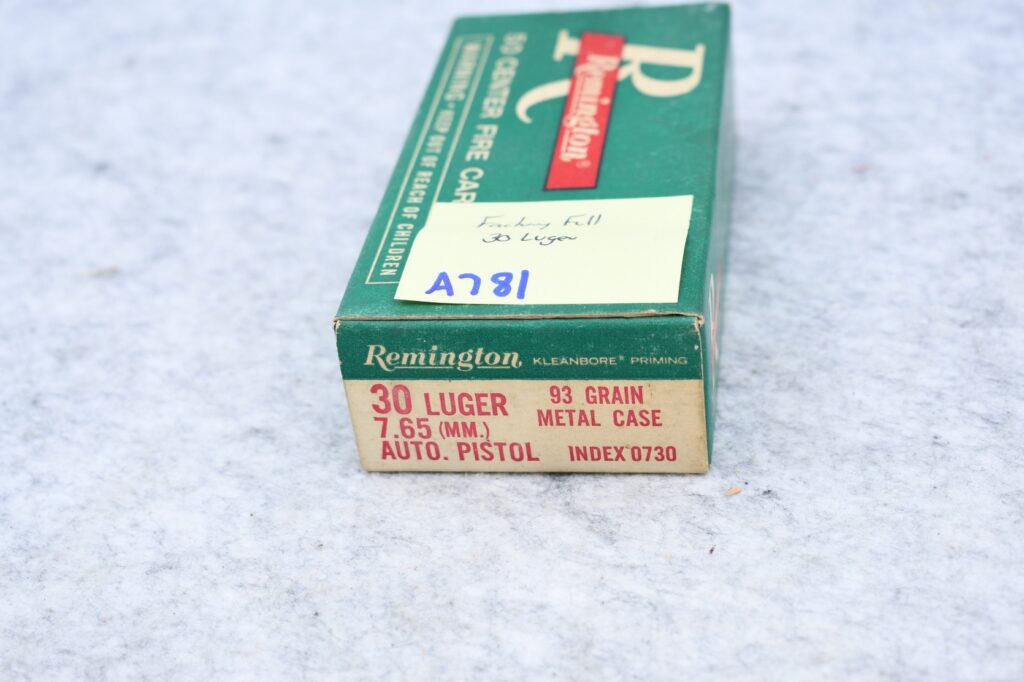 R
Remington®
50 CENTER FIRE CAR
WARNING - KEEP OUT OF REACH OF CHILDREN
Factory Full
30 Luger
A781
Remington KLEANBORE® PRIMING
30 LUGER
7.65 (MM.)
AUTO. PISTOL
93 GRAIN
METAL CASE
INDEX 0730